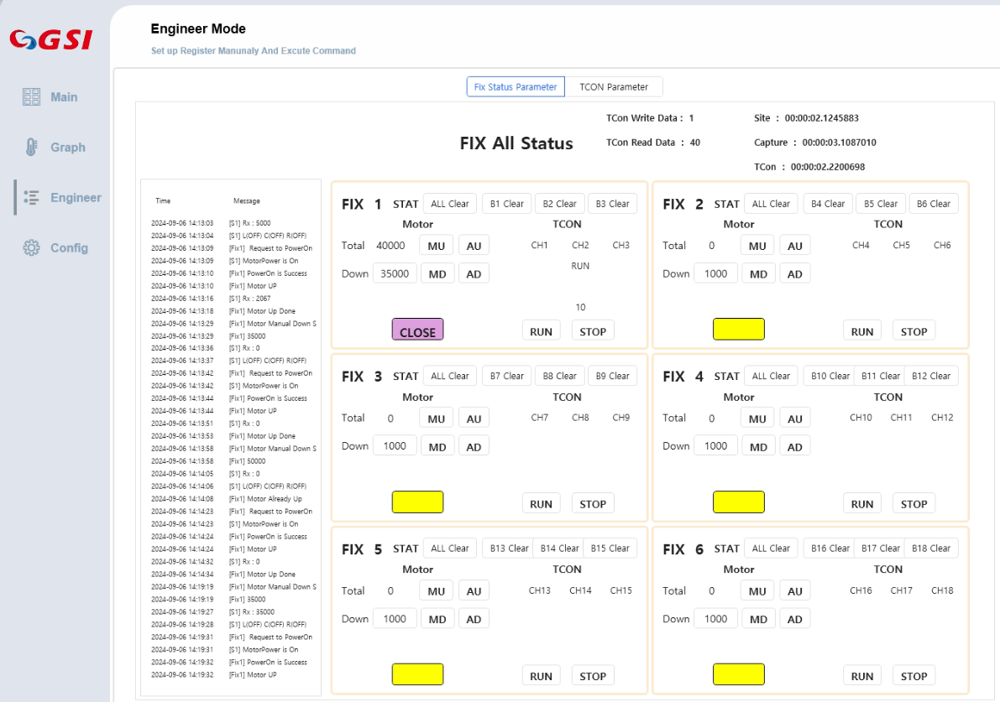 GSI
Engineer Mode
Set up Register Manunaly And Excute Command
Main
Graph
Engineer
Config
Fix Status Parameter TCON Parameter
FIX All Status
TCon Write Data : 1
TCon Read Data : 40
Site : 00:00:02.1245883
Capture : 00:00:03.1087010
TCon : 00:00:02.2200698
Time Message
2024-09-06 14:13:03 [S1] Rx : 5000
2024-09-06 14:13:04 [S1] L(OFF) C(OFF) R(OFF)
2024-09-06 14:13:09 [Fix1] Request to PowerOn
2024-09-06 14:13:09 [S1] MotorPower is On
2024-09-06 14:13:10 [Fix1] PowerOn is Success
2024-09-06 14:13:10 [Fix1] Motor UP
2024-09-06 14:13:16 [S1] Rx : 2067
2024-09-06 14:13:18 [Fix1] Motor Up Done
2024-09-06 14:13:29 [Fix1] Motor Manual Down S
2024-09-06 14:13:29 [Fix1] 35000
2024-09-06 14:13:36 [S1] Rx : 0
2024-09-06 14:13:37 [S1] L(OFF) C(OFF) R(OFF)
2024-09-06 14:13:42 [Fix1] Request to PowerOn
2024-09-06 14:13:42 [S1] MotorPower is On
2024-09-06 14:13:44 [Fix1] PowerOn is Success
2024-09-06 14:13:44 [Fix1] Motor UP
2024-09-06 14:13:51 [S1] Rx : 0
2024-09-06 14:13:53 [Fix1] Motor Up Done
2024-09-06 14:13:58 [Fix1] Motor Manual Down S
2024-09-06 14:13:58 [Fix1] 50000
2024-09-06 14:14:05 [S1] Rx : 0
2024-09-06 14:14:06 [S1] L(OFF) C(OFF) R(OFF)
2024-09-06 14:14:08 [Fix1] Motor Already Up
2024-09-06 14:14:23 [Fix1] Request to PowerOn
2024-09-06 14:14:23 [S1] MotorPower is On
2024-09-06 14:14:24 [Fix1] PowerOn is Success
2024-09-06 14:14:24 [Fix1] Motor UP
2024-09-06 14:14:32 [S1] Rx : 0
2024-09-06 14:14:34 [Fix1] Motor Up Done
2024-09-06 14:19:19 [Fix1] Motor Manual Down S
2024-09-06 14:19:19 [Fix1] 35000
2024-09-06 14:19:27 [S1] Rx : 35000
2024-09-06 14:19:28 [S1] L(OFF) C(OFF) R(OFF)
2024-09-06 14:19:31 [Fix1] Request to PowerOn
2024-09-06 14:19:31 [S1] MotorPower is On
2024-09-06 14:19:32 [Fix1] PowerOn is Success
2024-09-06 14:19:32 [Fix1] Motor UP
FIX 1 STAT ALL Clear B1 Clear B2 Clear B3 Clear
Motor TCON
Total 40000 MU AU CH1 CH2 CH3
RUN
Down 35000 MD AD
10
CLOSE RUN STOP
FIX 2 STAT ALL Clear B4 Clear B5 Clear B6 Clear
Motor TCON
Total 0 MU AU CH4 CH5 CH6
Down 1000 MD AD
RUN STOP
FIX 3 STAT ALL Clear B7 Clear B8 Clear B9 Clear
Motor TCON
Total 0 MU AU CH7 CH8 CH9
Down 1000 MD AD
RUN STOP
FIX 4 STAT ALL Clear B10 Clear B11 Clear B12 Clear
Motor TCON
Total 0 MU AU CH10 CH11 CH12
Down 1000 MD AD
RUN STOP
FIX 5 STAT ALL Clear B13 Clear B14 Clear B15 Clear
Motor TCON
Total 0 MU AU CH13 CH14 CH15
Down 1000 MD AD
RUN STOP
FIX 6 STAT ALL Clear B16 Clear B17 Clear B18 Clear
Motor TCON
Total 0 MU AU CH16 CH17 CH18
Down 1000 MD AD
RUN STOP